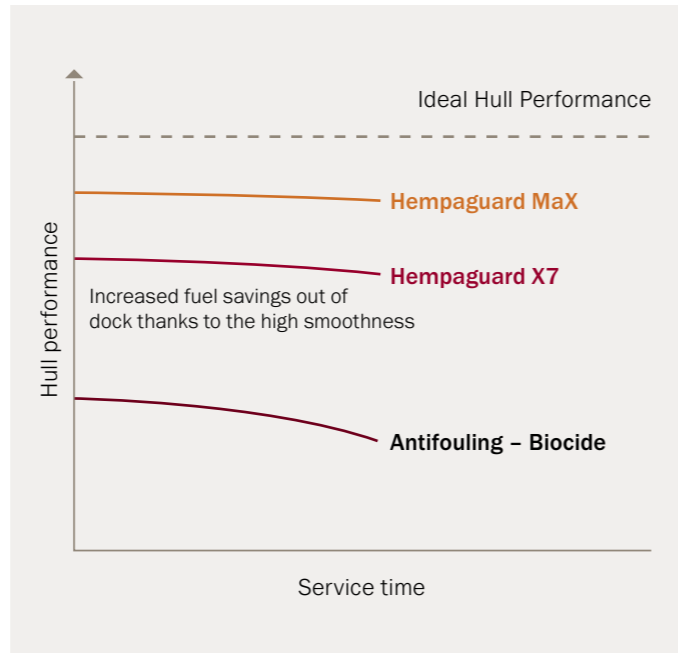 Ideal Hull Performance
Hempaguard MaX
Hempaguard X7
Increased fuel savings out of
dock thanks to the high smoothness
Antifouling – Biocide
Hull performance
Service time